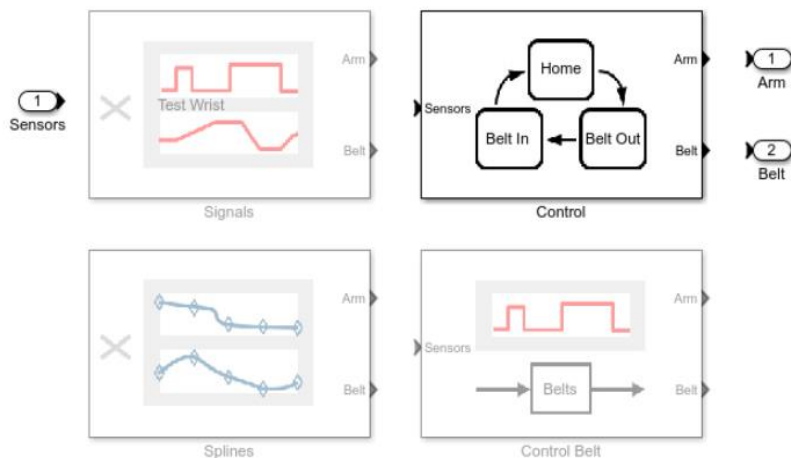 1
Sensors
Test Wrist
Arm
Belt
Signals
Sensors
Home
Belt In
Belt Out
Arm
Belt
Control
1
Arm
2
Belt
Arm
Belt
Splines
Sensors
Belts
Arm
Belt
Control Belt